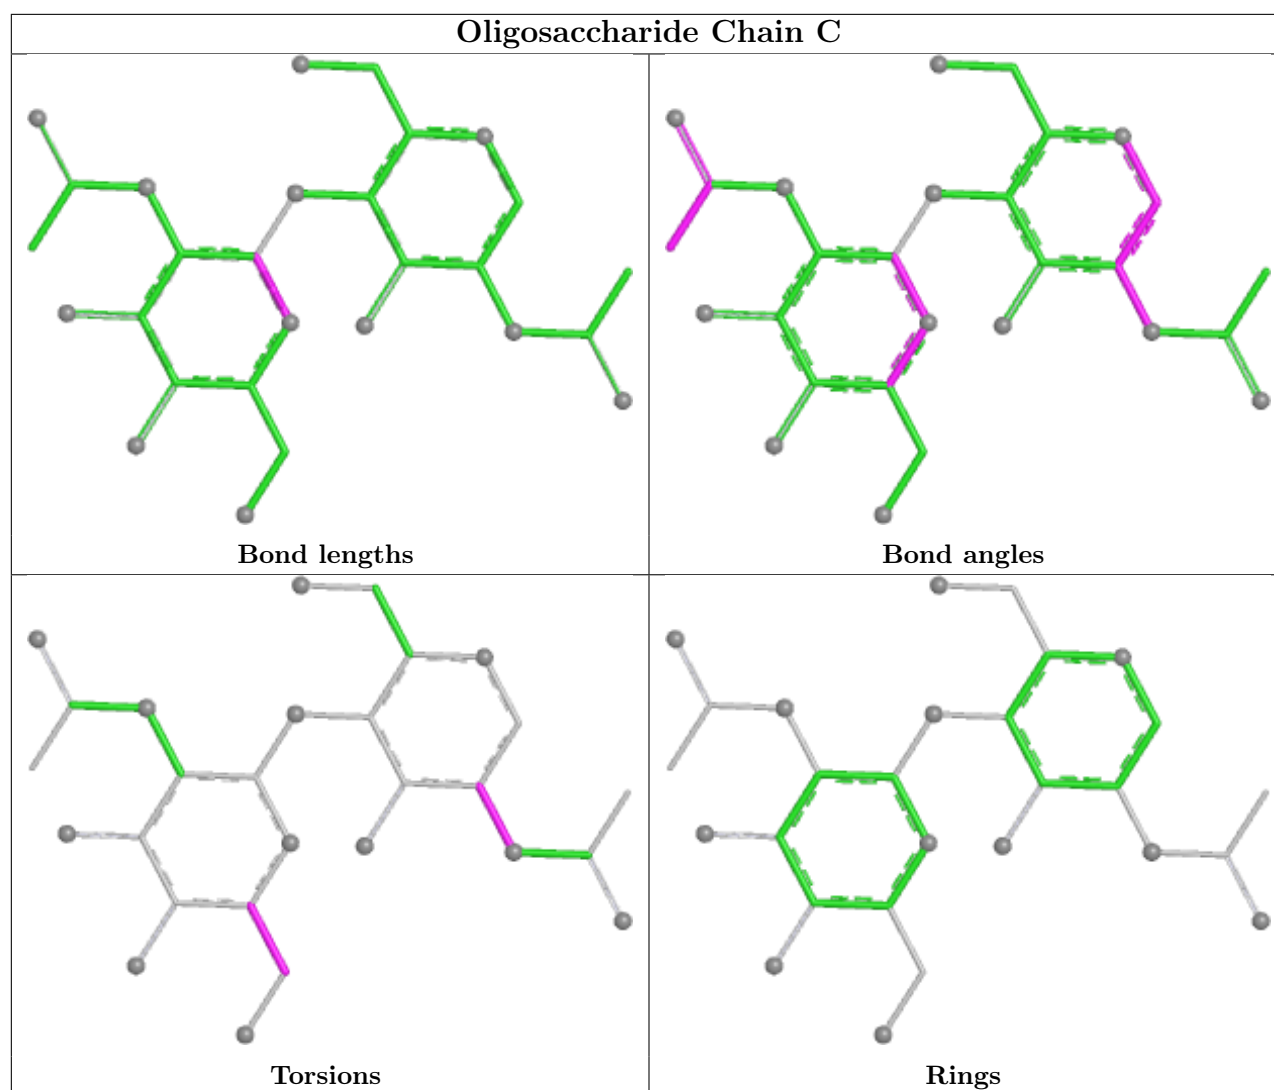 Oligosaccharide Chain C
Bond lengths
Bond angles
Torsions
Rings